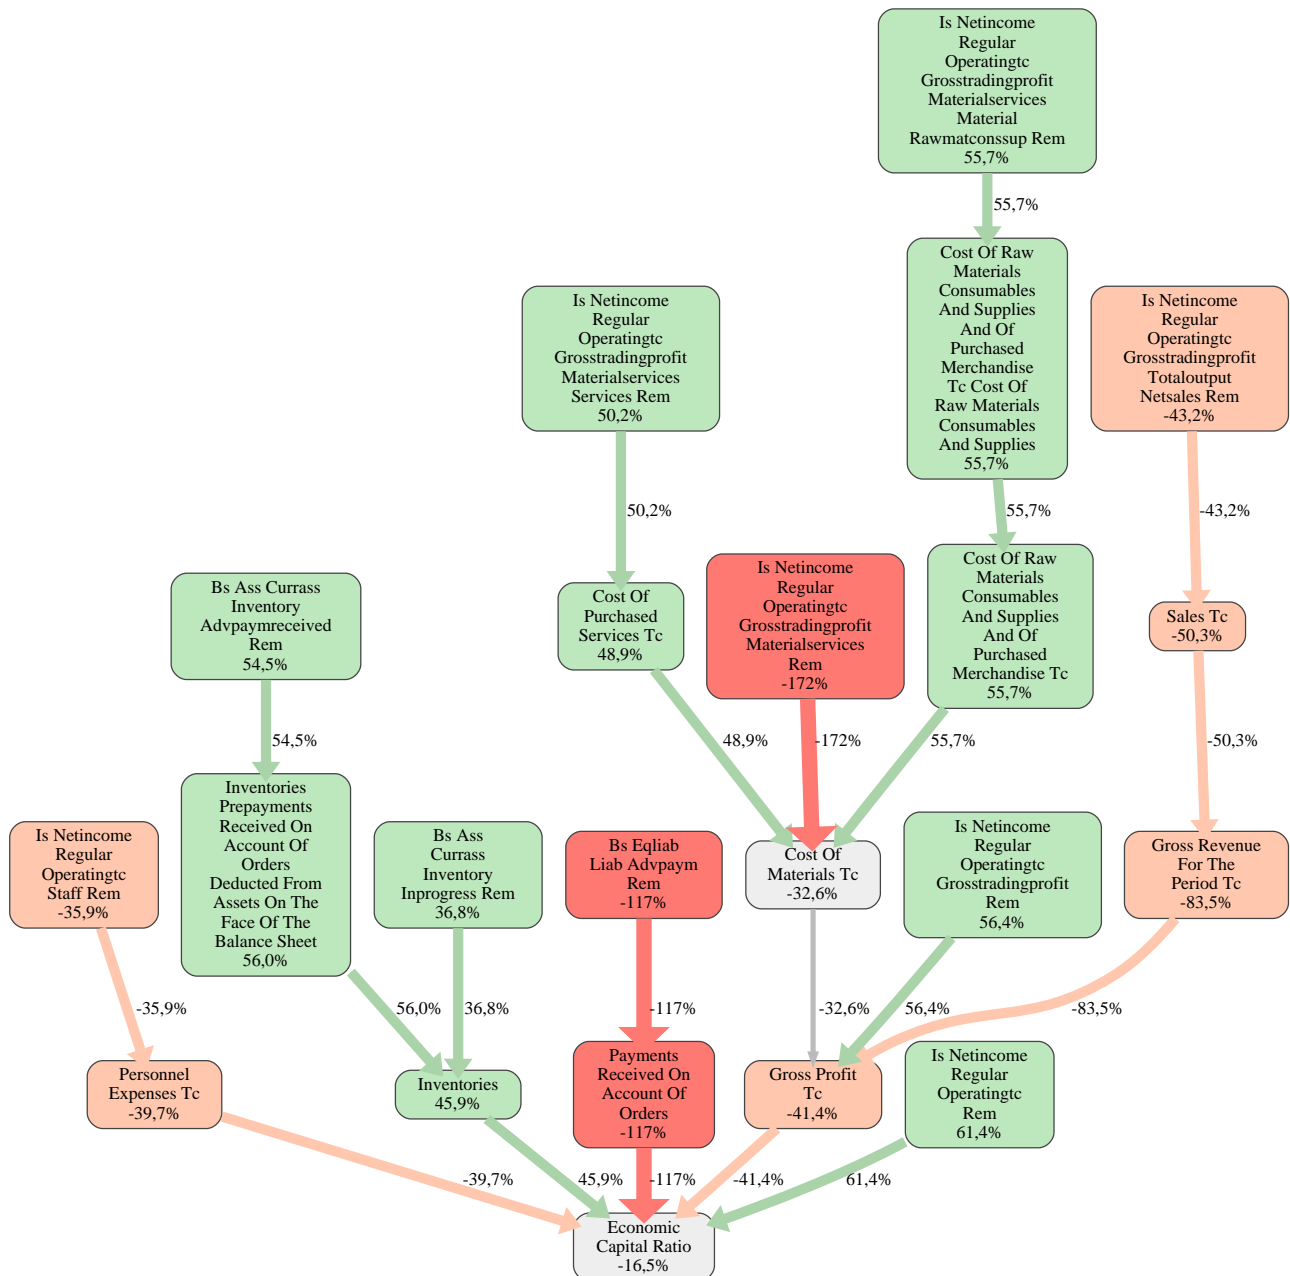 Is Netincome
Regular
Operatingtc
Grosstradingprofit
Materialservices
Material
Rawmatconssup Rem
55,7%
55,7%
Cost Of Raw
Materials
Consumables
And Supplies
And Of
Purchased
Merchandise
Tc Cost Of
Raw Materials
Consumables
And Supplies
55,7%
Is Netincome
Regular
Operatingtc
Grosstradingprofit
Materialservices
Services Rem
50,2%
Is Netincome
Regular
Operatingtc
Grosstradingprofit
Totaloutput
Netsales Rem
-43,2%
50,2%
55,7%
-43,2%
Bs Ass Currass
Inventory
Advpaymreceived
Rem
54,5%
Cost Of
Purchased
Services Tc
48,9%
Is Netincome
Regular
Operatingtc
Grosstradingprofit
Materialservices
Rem
-172%
Cost Of Raw
Materials
Consumables
And Supplies
And Of
Purchased
Merchandise Tc
55,7%
Sales Tc
-50,3%
54,5%
48,9%
-172%
55,7%
-50,3%
Is Netincome
Regular
Operatingtc
Staff Rem
-35,9%
Inventories
Prepayments
Received On
Account Of
Orders
Deducted From
Assets On The
Face Of The
Balance Sheet
56,0%
Bs Ass
Currass
Inventory
Inprogress Rem
36,8%
Bs Eqliab
Liab Advpaym
Rem
-117%
Cost Of
Materials Tc
-32,6%
Is Netincome
Regular
Operatingtc
Grosstradingprofit
Rem
56,4%
Gross Revenue
For The
Period Tc
-83,5%
-35,9%
56,0%
36,8%
-117%
-32,6%
56,4%
-83,5%
Personnel
Expenses Tc
-39,7%
Inventories
45,9%
Payments
Received On
Account Of
Orders
-117%
Gross Profit
Tc
-41,4%
Is Netincome
Regular
Operatingtc
Rem
61,4%
-39,7%
45,9%
-117%
-41,4%
61,4%
Economic
Capital Ratio
-16,5%